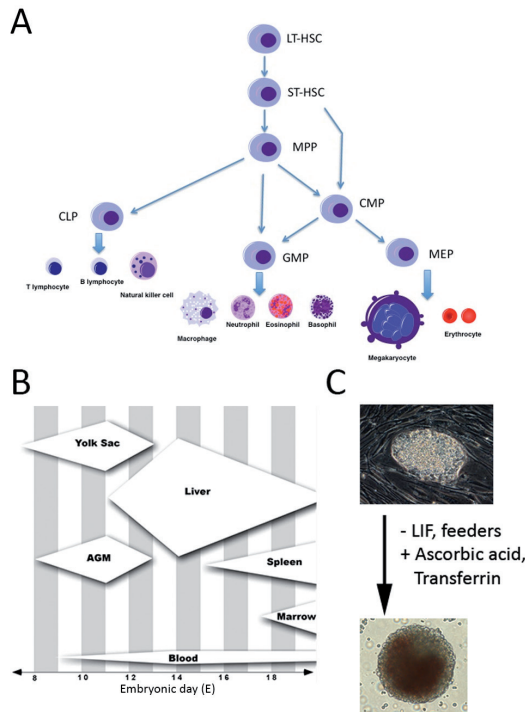 A
LT-HSC
ST-HSC
MPP
CLP
CMP
GMP
MEP
T lymphocyte
B lymphocyte
Natural killer cell
Macrophage
Neutrophil
Eosinophil
Basophil
Megakaryocyte
Erythrocyte
B
Yolk Sac
Liver
AGM
Spleen
Marrow
Blood
8 10 12 14 16 18
Embryonic day (E)
C
- LIF, feeders
+ Ascorbic acid,
Transferrin